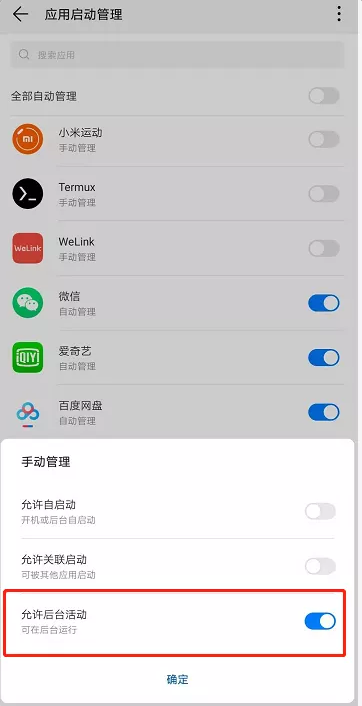 应用启动管理
搜索应用
全部自动管理
小米运动
手动管理
Termux
手动管理
WeLink
WeLink
手动管理
微信
自动管理
iQIYI
爱奇艺
自动管理
百度网盘
自动管理
手动管理
允许自启动
开机或后台自启动
允许关联启动
可被其他应用启动
允许后台活动
可在后台运行
确定